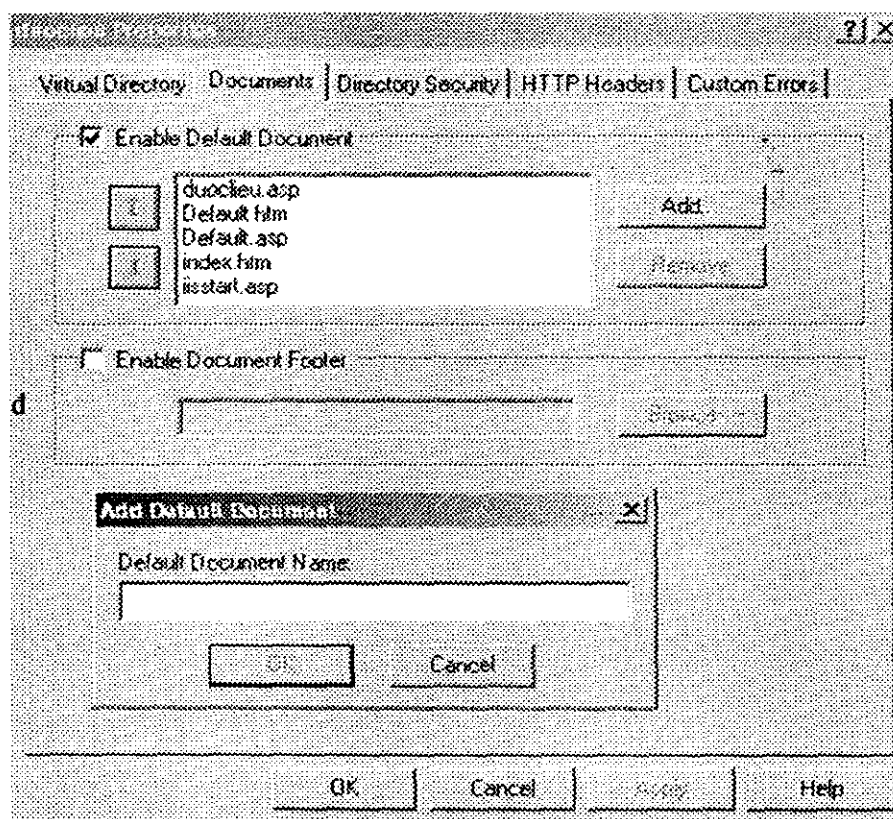 Properties
Virtual Directory Documents Directory Security HTTP Headers Custom Errors
Enable Default Document
duoclieu.asp
Default.htm
Default.asp
index.htm
iisstart.asp
Add...
Remove
Enable Document Footer
d
Add Default Document
Default Document Name:
OK Cancel
OK Cancel Apply Help